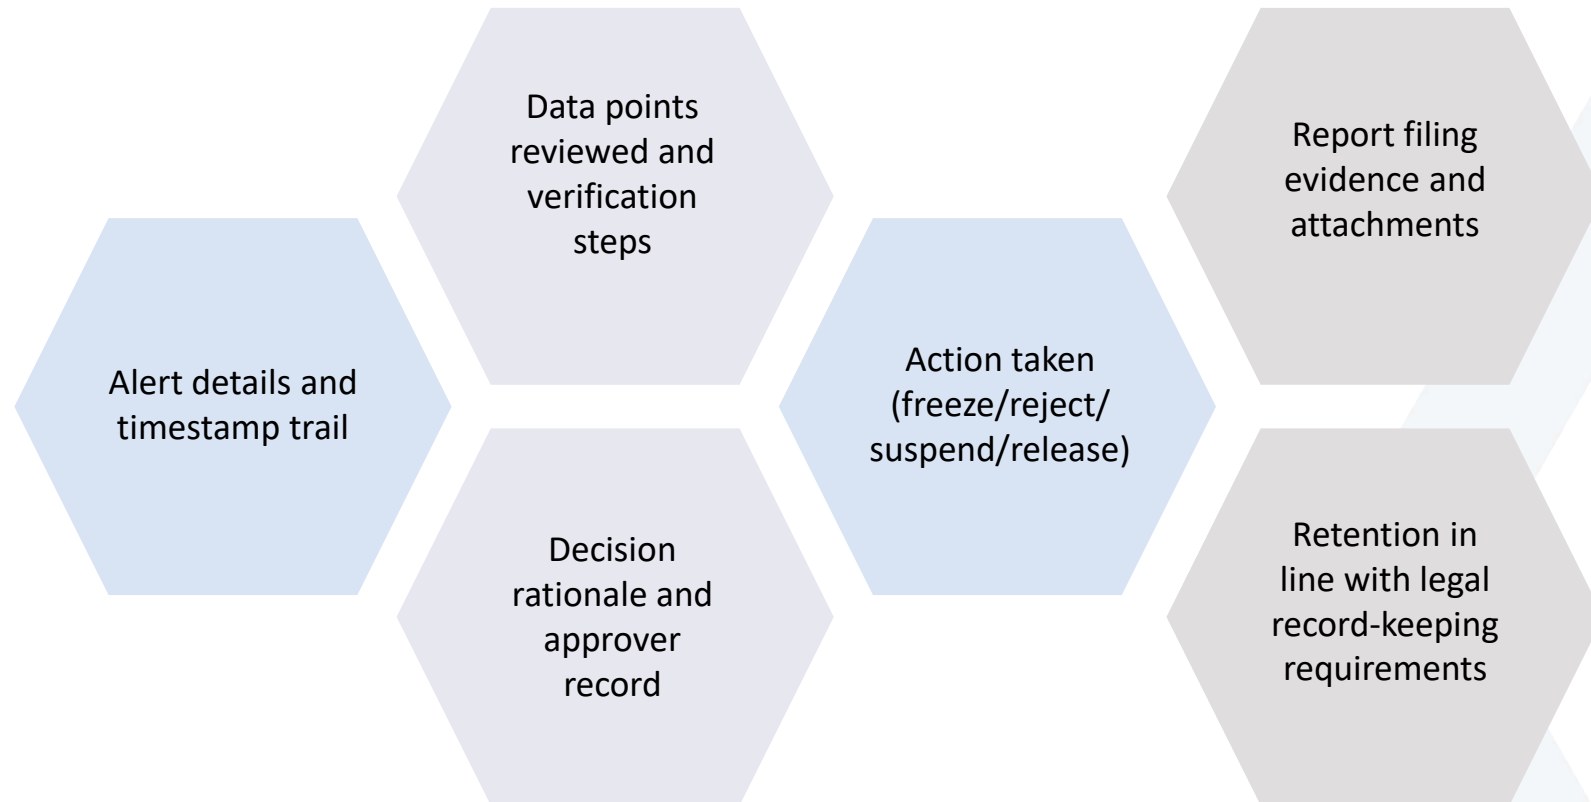 Data points
reviewed and
verification
steps
Report filing
evidence and
attachments
Alert details and
timestamp trail
Action taken
(freeze/reject/
suspend/release)
Decision
rationale and
approver
record
Retention in
line with legal
record-keeping
requirements